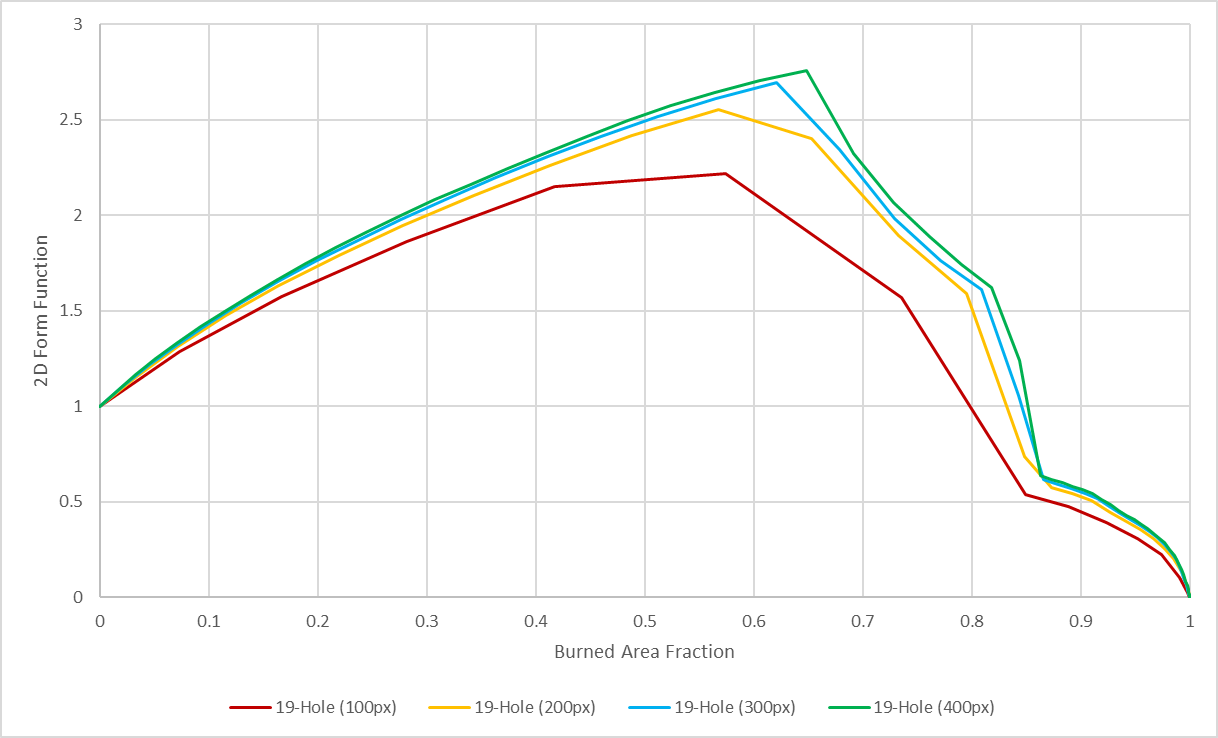 3
2.5
2
1.5
1
0.5
0
2D Form Function
0 0.1 0.2 0.3 0.4 0.5 0.6 0.7 0.8 0.9 1
Burned Area Fraction
19-Hole (100px) 19-Hole (200px) 19-Hole (300px) 19-Hole (400px)